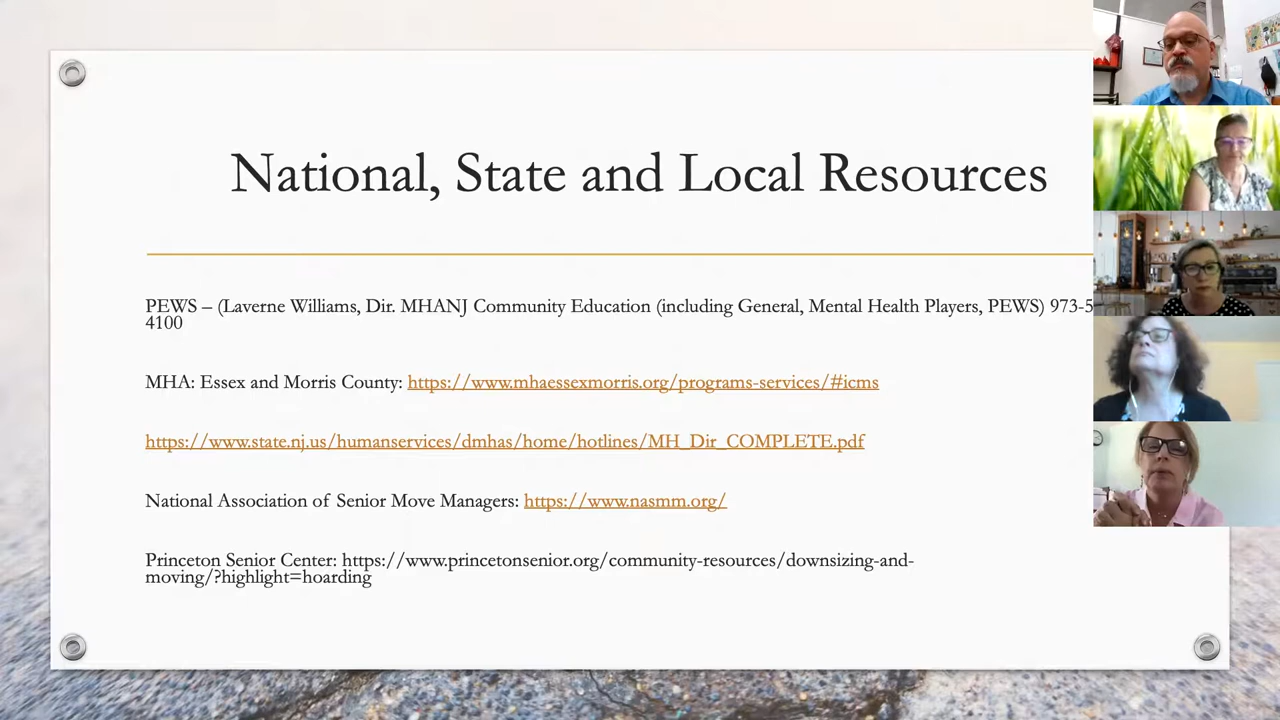 National, State and Local Resources
PEWS – (Laverne Williams, Dir. MHANJ Community Education (including General, Mental Health Players, PEWS) 973-5
4100
MHA: Essex and Morris County: https://www.mhaessexmorris.org/programs-services/#icms
https://www.state.nj.us/humanservices/dmhas/home/hotlines/MH_Dir_COMPLETE.pdf
National Association of Senior Move Managers: https://www.nasmm.org/
Princeton Senior Center: https://www.princetonsenior.org/community-resources/downsizing-and-
moving/?highlight=hoarding